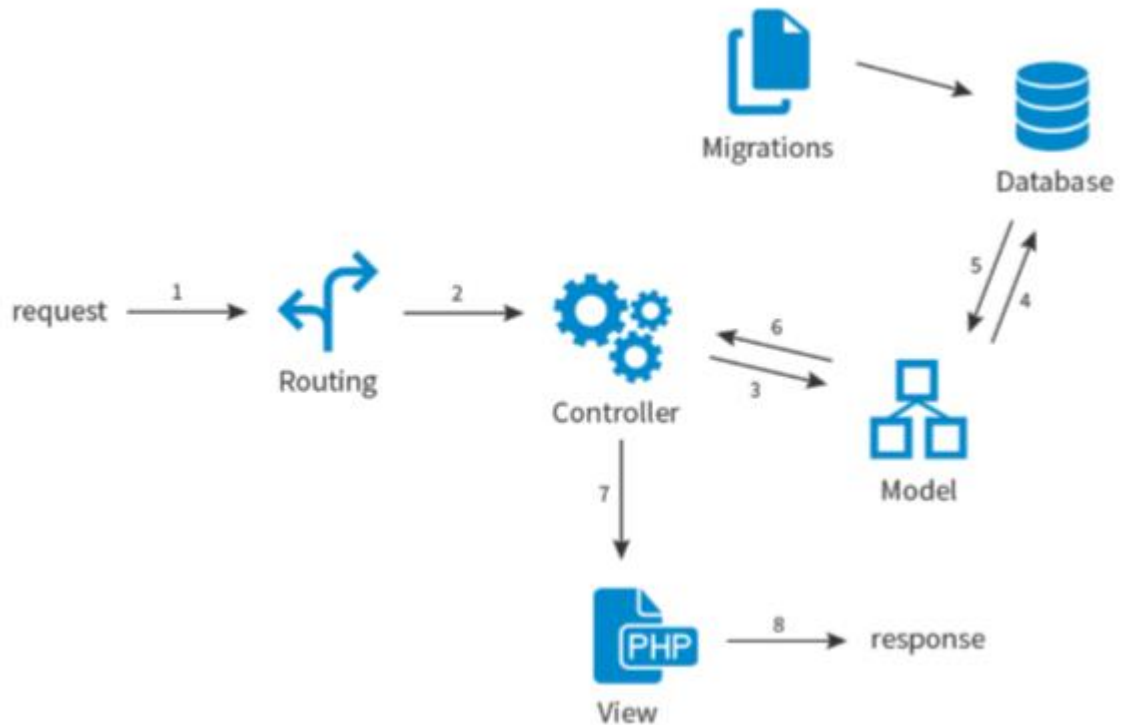 Migrations
Database
5
4
request
1
2
6
3
Routing
Controller
Model
7
PHP
8
response
View